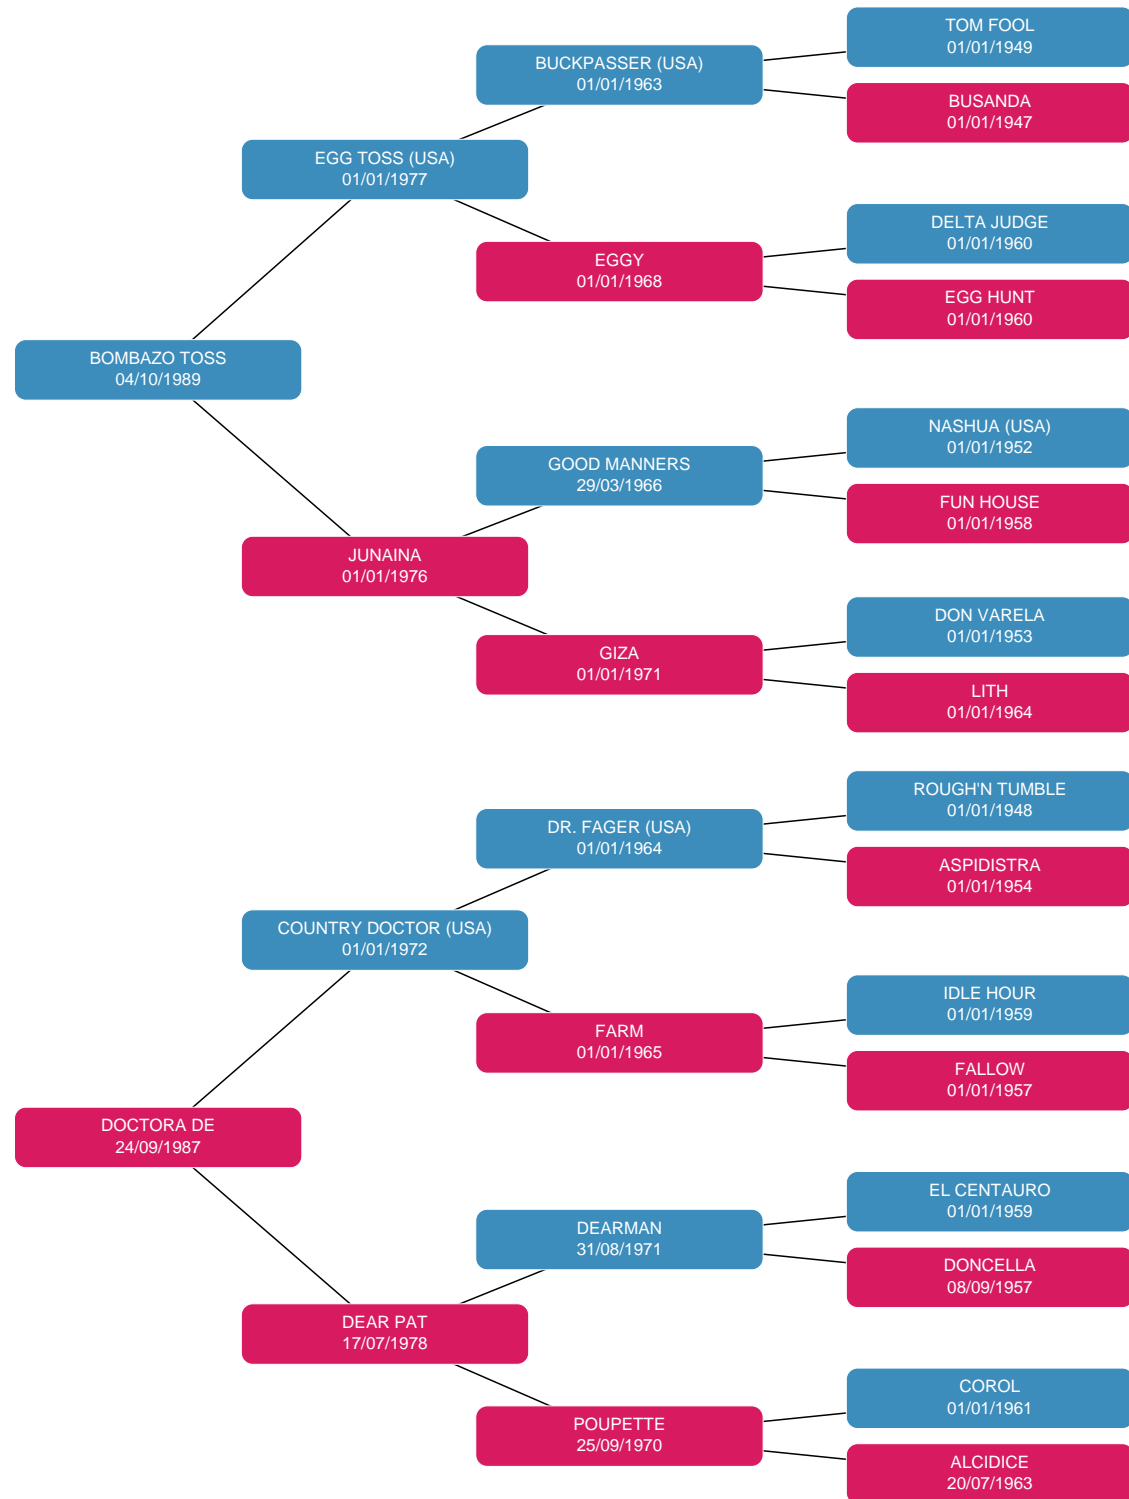 TOM FOOL
01/01/1949
BUCKPASSER (USA)
01/01/1963
BUSANDA
01/01/1947
EGG TOSS (USA)
01/01/1977
DELTA JUDGE
01/01/1960
EGGY
01/01/1968
EGG HUNT
01/01/1960
BOMBAZO TOSS
04/10/1989
NASHUA (USA)
01/01/1952
GOOD MANNERS
29/03/1966
FUN HOUSE
01/01/1958
JUNAINA
01/01/1976
DON VARELA
01/01/1953
GIZA
01/01/1971
LITH
01/01/1964
ROUGH'N TUMBLE
01/01/1948
DR. FAGER (USA)
01/01/1964
ASPIDISTRA
01/01/1954
COUNTRY DOCTOR (USA)
01/01/1972
IDLE HOUR
01/01/1959
FARM
01/01/1965
FALLOW
01/01/1957
DOCTORA DE
24/09/1987
EL CENTAURO
01/01/1959
DEARMAN
31/08/1971
DONCELLA
08/09/1957
DEAR PAT
17/07/1978
COROL
01/01/1961
POUPETTE
25/09/1970
ALCIDICE
20/07/1963